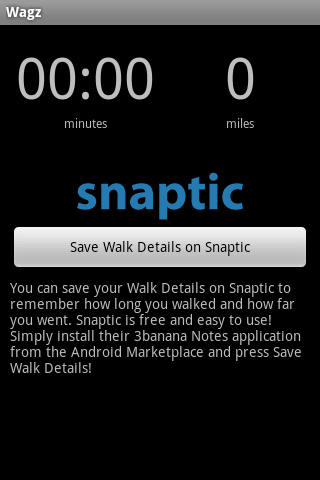 Wagz
00:00 0
minutes miles
snaptic
Save Walk Details on Snaptic
You can save your Walk Details on Snaptic to
remember how long you walked and how far
you went. Snaptic is free and easy to use!
Simply install their 3banana Notes application
from the Android Marketplace and press Save
Walk Details!